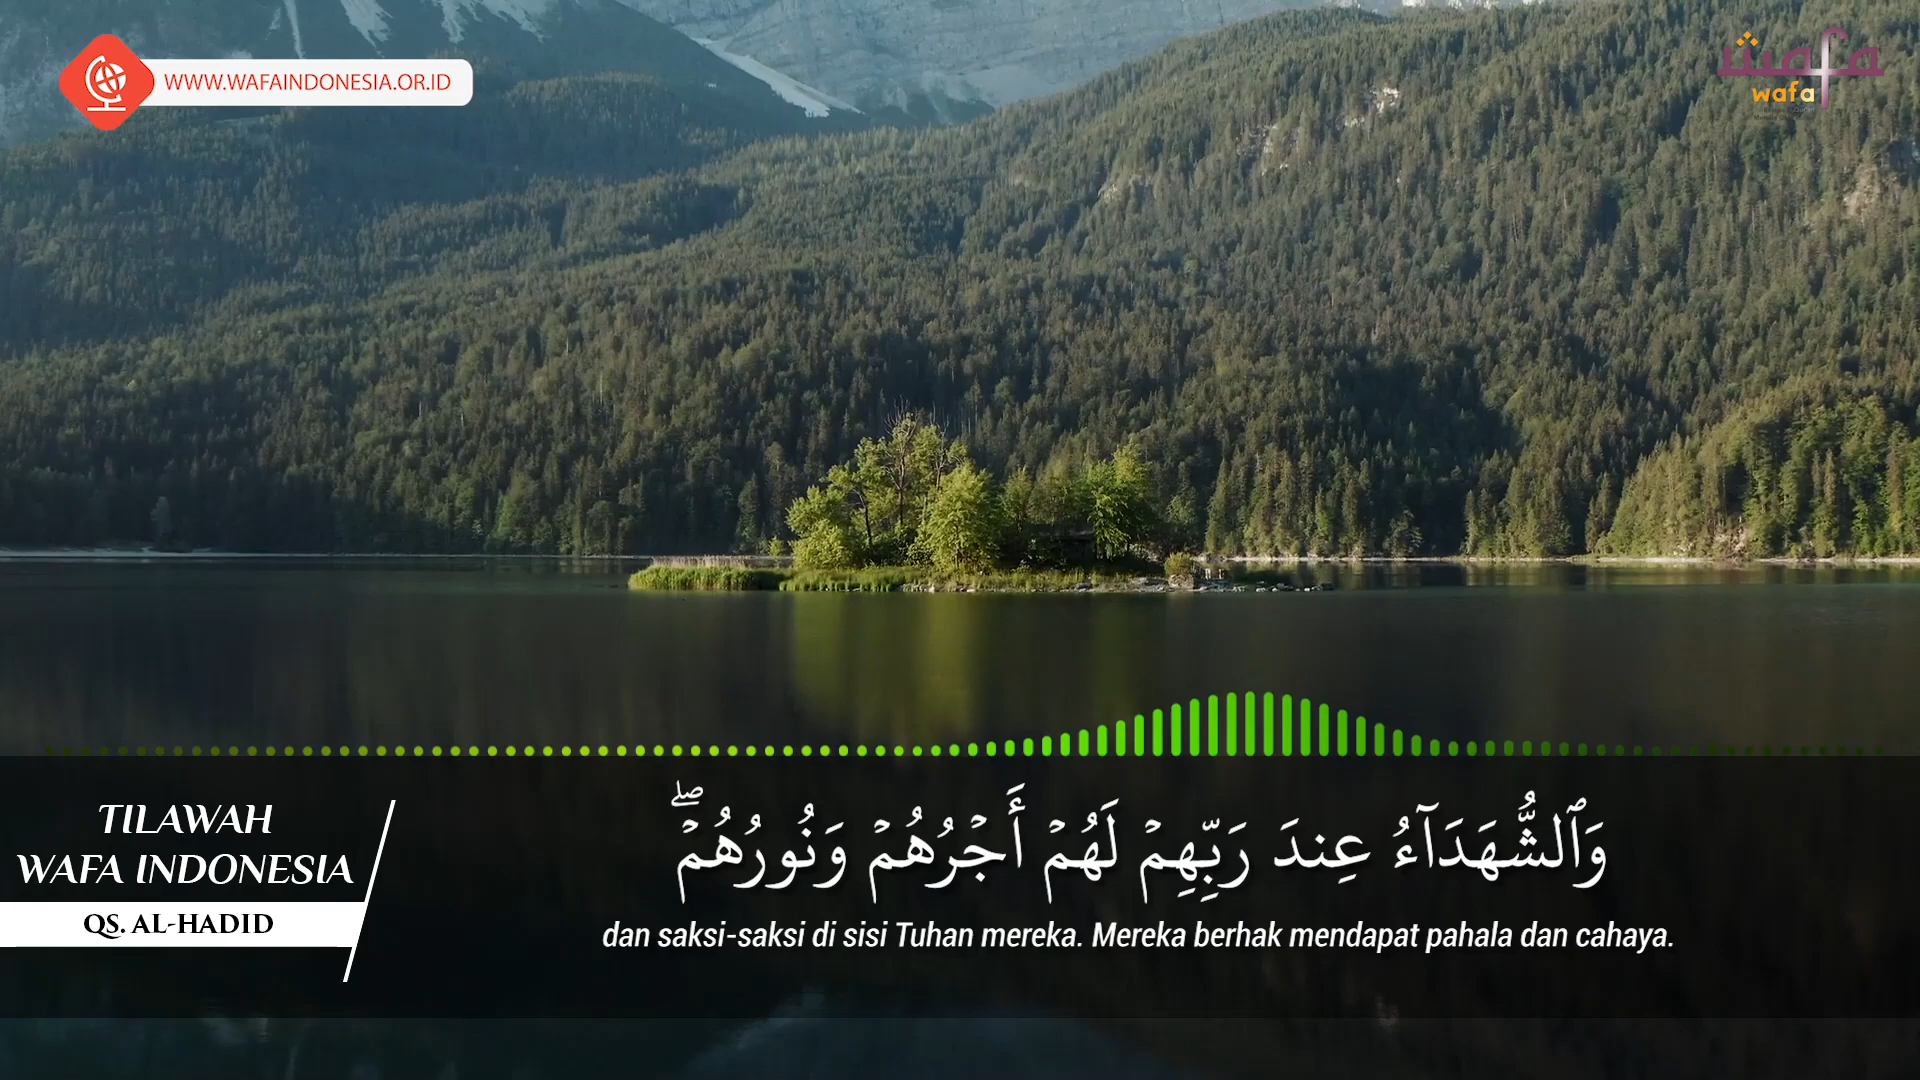 WWW.WAFAINDONESIA.OR.ID
wafa
wafa
TILAWAH
WAFA INDONESIA
QS. AL-HADID
وَٱلشُّهَدَآءُ عِندَ رَبِّهِمۡ لَهُمۡ أَجۡرُهُمۡ وَنُورُهُمۡۖ
dan saksi-saksi di sisi Tuhan mereka. Mereka berhak mendapat pahala dan cahaya.